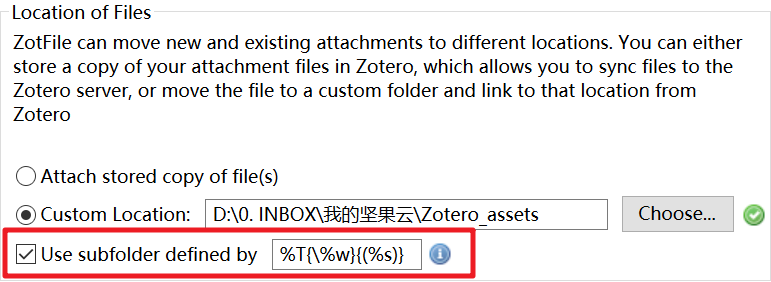 Location of Files
ZotFile can move new and existing attachments to different locations. You can either
store a copy of your attachment files in Zotero, which allows you to sync files to the
Zotero server, or move the file to a custom folder and link to that location from
Zotero
Attach stored copy of file(s)
Custom Location: D:\0. INBOX\我的坚果云\Zotero_assets Choose...
Use subfolder defined by %T{\%w}{(%s)}